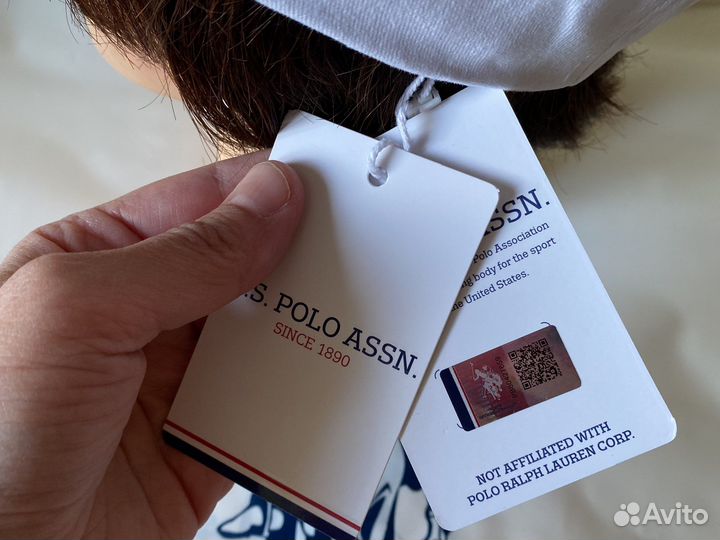 .S. POLO ASSN.
SINCE 1890
ASSN.
Polo Association
g body for the sport
e United States.
NOT AFFILIATED WITH
POLO RALPH LAUREN CORP.
Avito